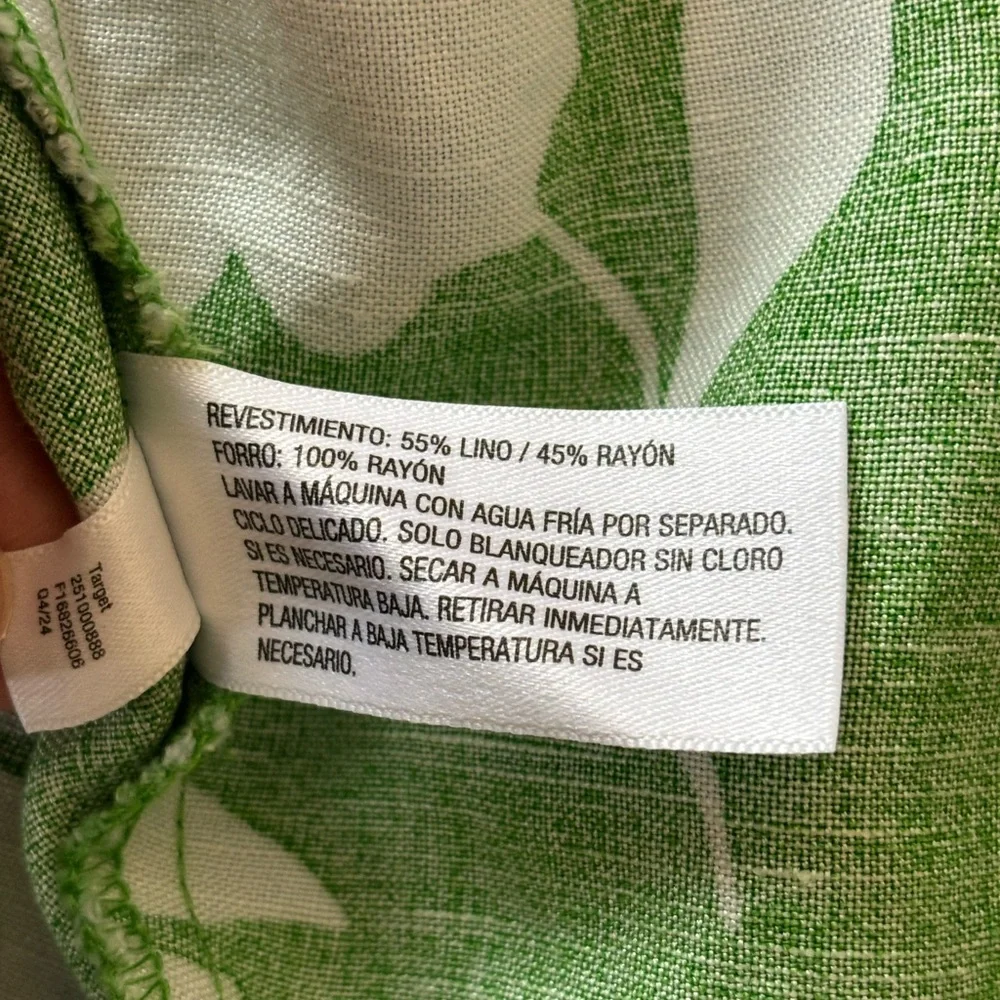 REVESTIMIENTO: 55% LINO / 45% RAYÓN
FORRO: 100% RAYÓN
LAVAR A MÁQUINA CON AGUA FRÍA POR SEPARADO.
CICLO DELICADO. SOLO BLANQUEADOR SIN CLORO
SI ES NECESARIO. SECAR A MÁQUINA A
TEMPERATURA BAJA. RETIRAR INMEDIATAMENTE.
PLANCHAR A BAJA TEMPERATURA SI ES
NECESARIO.
Target
251000888
F16826606
04/24